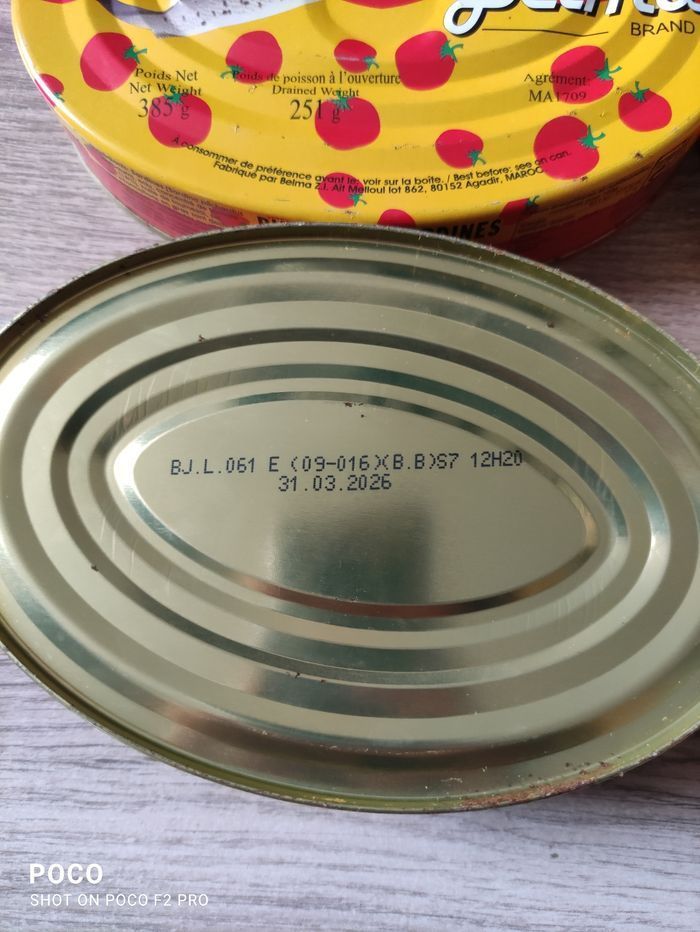 BRAND
Poids Net
Net Weight
385 g
Poids de poisson à l'ouverture
Drained Weight
251 g
Agrément:
MA1709
A consommer de préférence avant le: voir sur la boîte. / Best before: see on can.
Fabriqué par Belma Z.I. Ait Melloul lot 862, 80152 Agadir, MAROC
BJ.L.061 E (09-016)(B.B)S7 12H20
31.03.2026
POCO
SHOT ON POCO F2 PRO